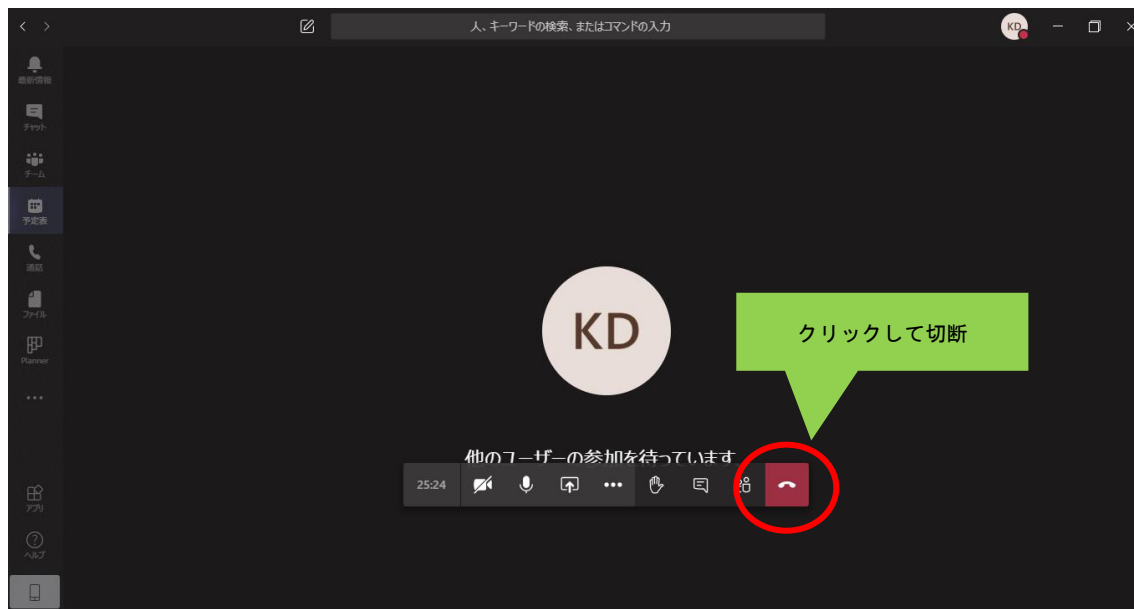 人、キーワードの検索、またはコマンドの入力
KD
最新情報
チャット
チーム
予定表
通話
ファイル
Planner
KD
クリックして切断
他のユーザーの参加を待っています
25:24
アプリ
ヘルプ